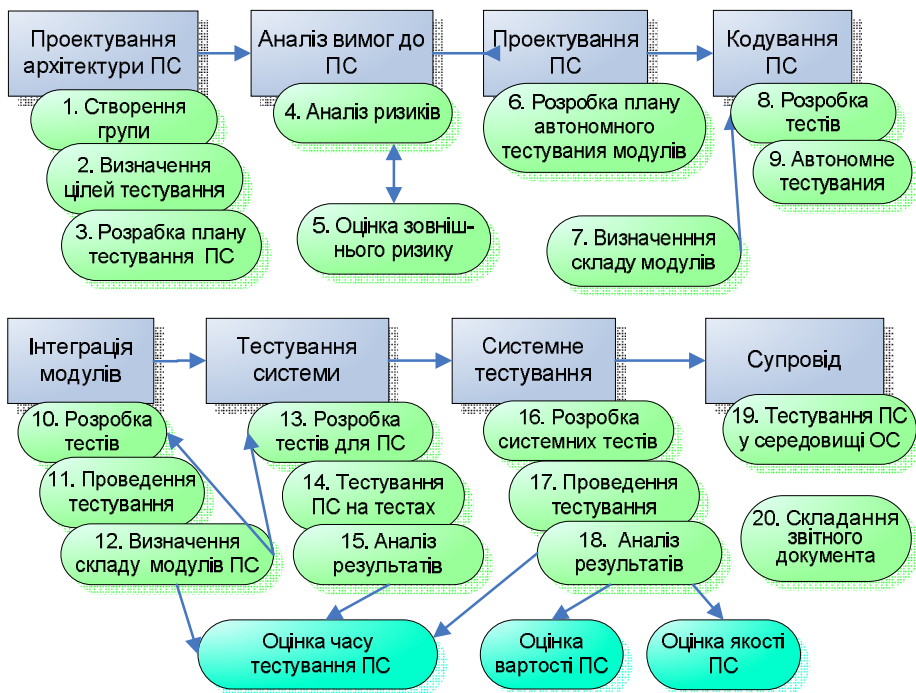 Проектування
архітектури ПС
Аналіз вимог до
ПС
Проектування
ПС
Кодування
ПС
1. Створення
групи
2. Визначення
цілей тестування
3. Розрабка плану
тестування ПС
4. Аналіз ризиків
5. Оцінка зовніш-
нього ризику
6. Розробка плану
автономного
тестувания модулів
7. Визначенння
складу модулів
8. Розробка
тестів
9. Автономне
тестувания
Інтеграція
модулів
Тестування
системи
Системне
тестування
Супровід
10. Розробка
тестів
11. Проведення
тестування
12. Визначення
складу модулів ПС
13. Розробка
тестів для ПС
14. Тестування
ПС на тестах
15. Аналіз
результатів
16. Розробка
системних тестів
17. Проведення
тестування
18. Аналіз
результатів
19. Тестування ПС
у середовищі ОС
20. Складання
звітного
документа
Оцінка часу
тестування ПС
Оцінка
вартості ПС
Оцінка якості
ПС